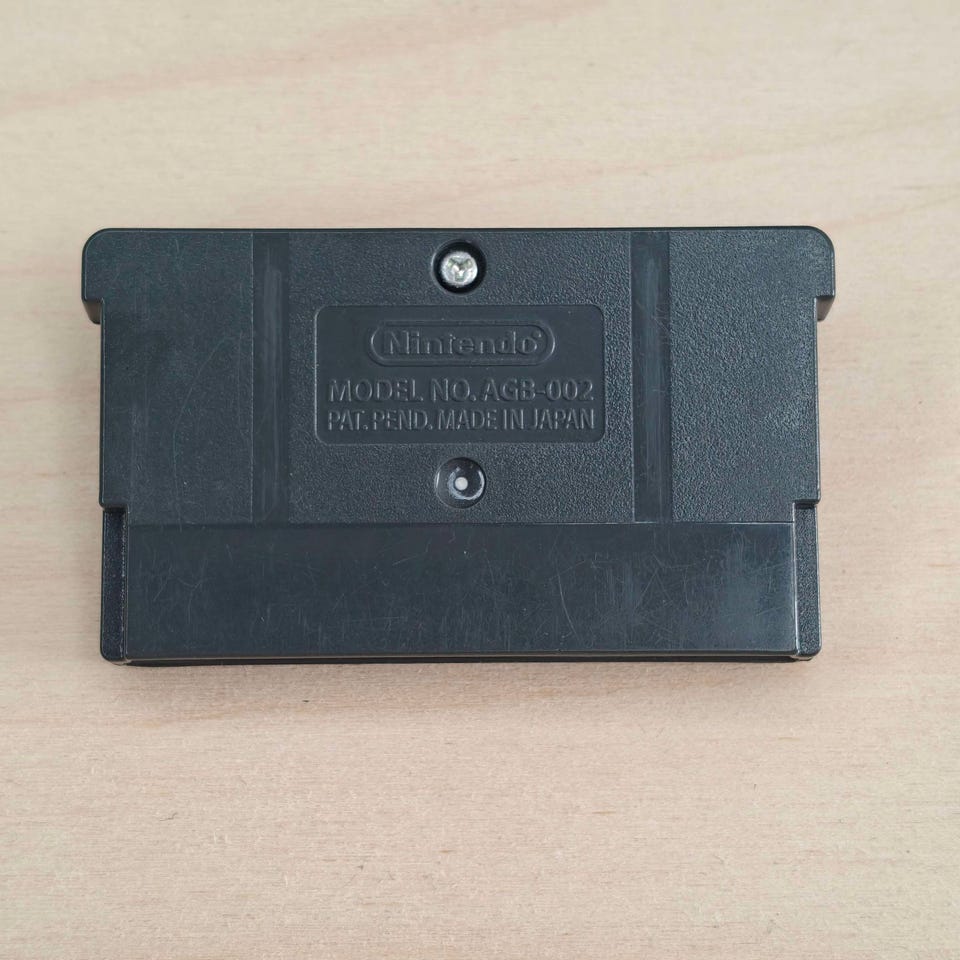 Nintendo®
MODEL NO. AGB-002
PAT. PEND. MADE IN JAPAN